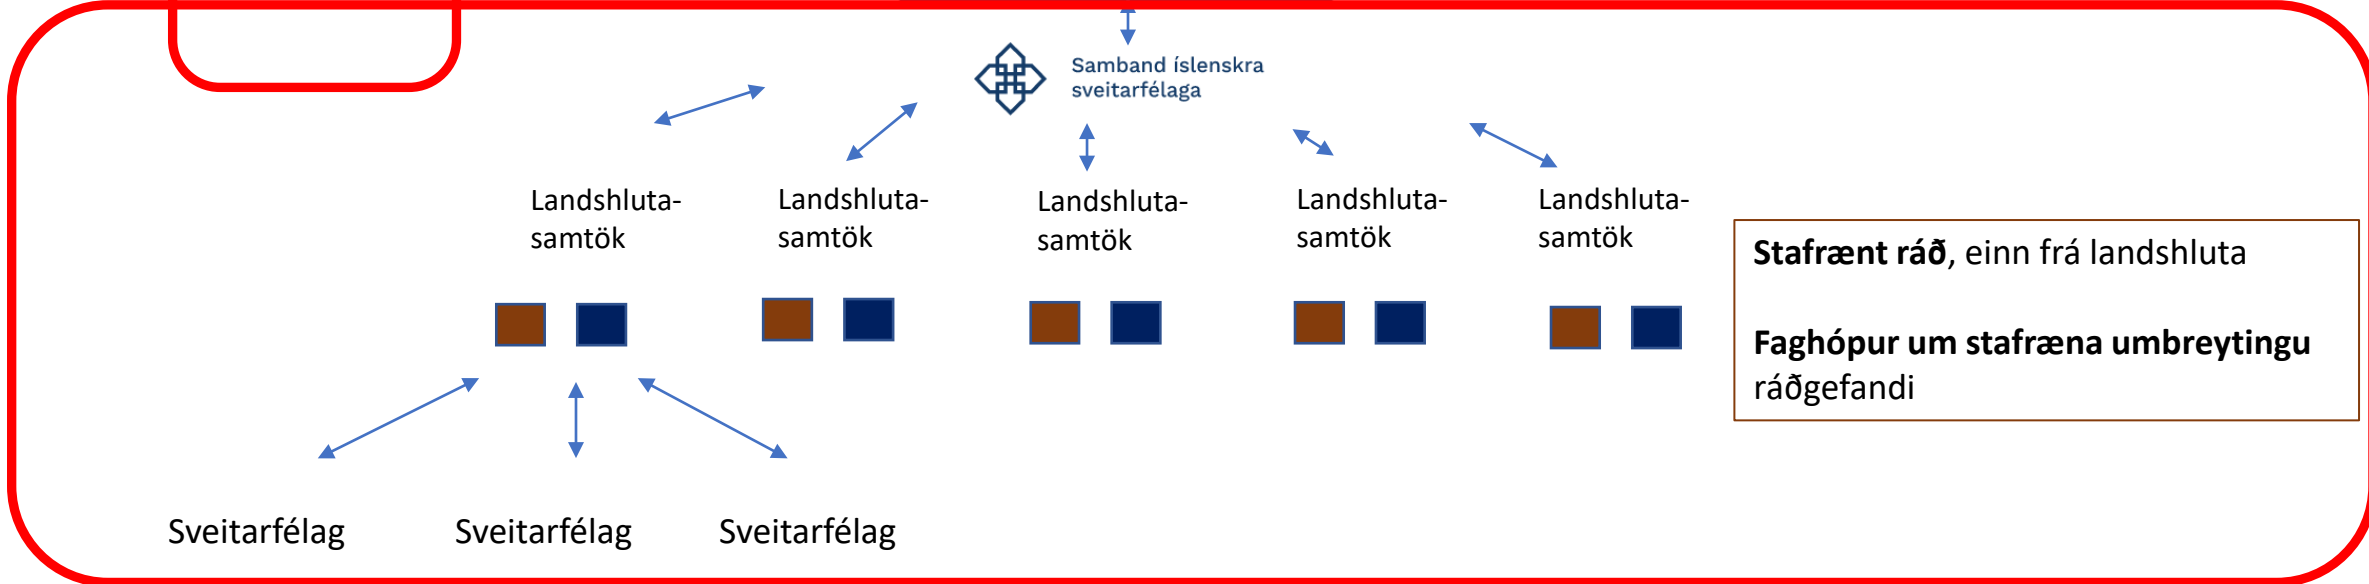 Samband íslenskra
sveitarfélaga
Landshluta-
samtök
Landshluta-
samtök
Landshluta-
samtök
Landshluta-
samtök
Landshluta-
samtök
Stafrænt ráð, einn frá landshluta
Faghópur um stafræna umbreytingu
ráðgefandi
Sveitarfélag
Sveitarfélag
Sveitarfélag